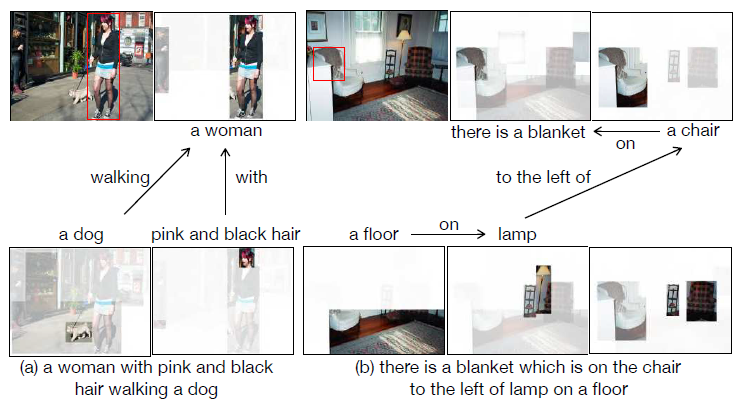 a woman
there is a blanket
a chair
on
walking
with
to the left of
a dog
pink and black hair
a floor
on
lamp
(a) a woman with pink and black
hair walking a dog
(b) there is a blanket which is on the chair
to the left of lamp on a floor